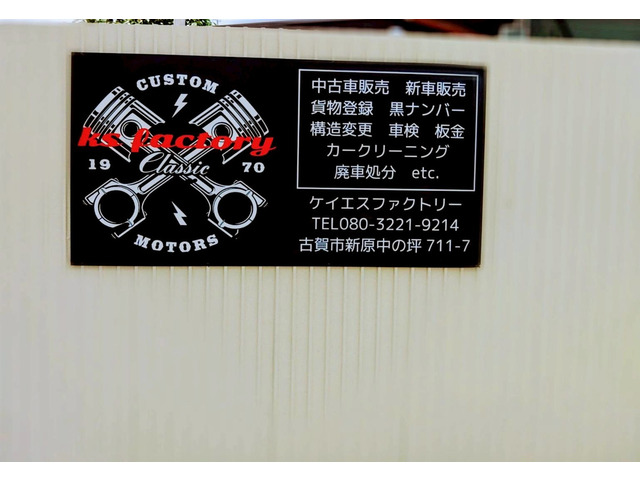 CUSTOM
ks factory
19 Classic 70
MOTORS
中古車販売 新車販売
貨物登録 黒ナンバー
構造変更 車検 板金
カークリーニング
廃車処分 etc.
ケイエスファクトリー
TEL080-3221-9214
古賀市新原中の坪 711-7